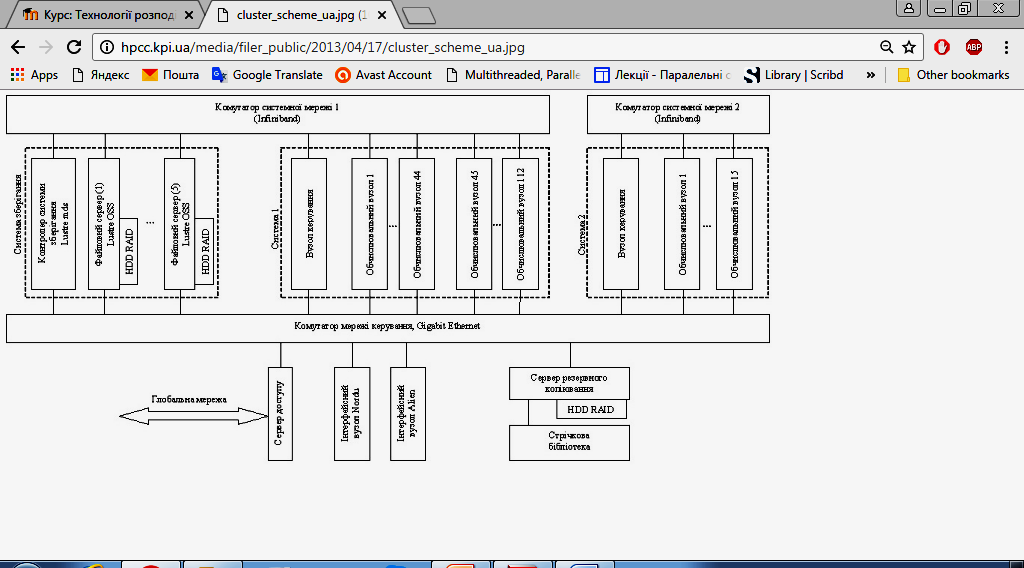 Курс: Технології розподі
cluster_scheme_ua.jpg (1
hpcc.kpi.ua/media/filer_public/2013/04/17/cluster_scheme_ua.jpg
ABP
Apps
Яндекс
Пошта
Google Translate
Avast Account
Multithreaded, Paralle
Лекції - Паралельні с
Library | Scribd
»
Other bookmarks
Комутатор системної мережі 1
(Infiniband)
Комутатор системної мережі 2
(Infiniband)
Система зберігання
Контролер системи
зберігання
Lustre mds
Файловий сервер (1)
Lustre OSS
HDD RAID
...
Файловий сервер (5)
Lustre OSS
HDD RAID
Система 1
Вузол керування
Обчислювальний вузол 1
...
Обчислювальний вузол 44
Обчислювальний вузол 45
...
Обчислювальний вузол 112
Система 2
Вузол керування
Обчислювальний вузол 1
...
Обчислювальний вузол 15
Комутатор мережі керування, Gigabit Ethernet
Глобальна мережа
Сервер доступу
Інтерфейсний
вузол Nordu
Інтерфейсний
вузол Alien
Сервер резервного
копіювання
HDD RAID
Стрічкова
бібліотека